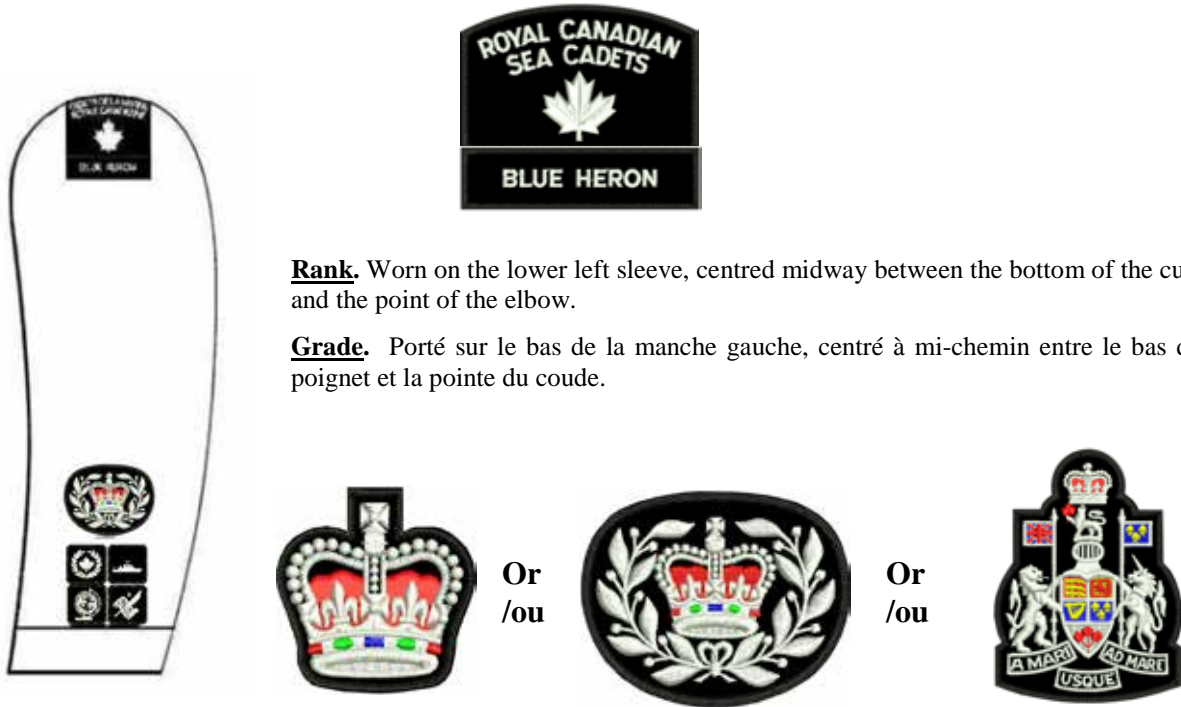 ROYAL CANADIAN
SEA CADETS
BLUE HERON
Rank. Worn on the lower left sleeve, centred midway between the bottom of the
and the point of the elbow.
Grade. Porté sur le bas de la manche gauche, centré à mi-chemin entre le bas
poignet et la pointe du coude.
Or
/ou
Or
/ou
A MARI
USQUE
AD MARE